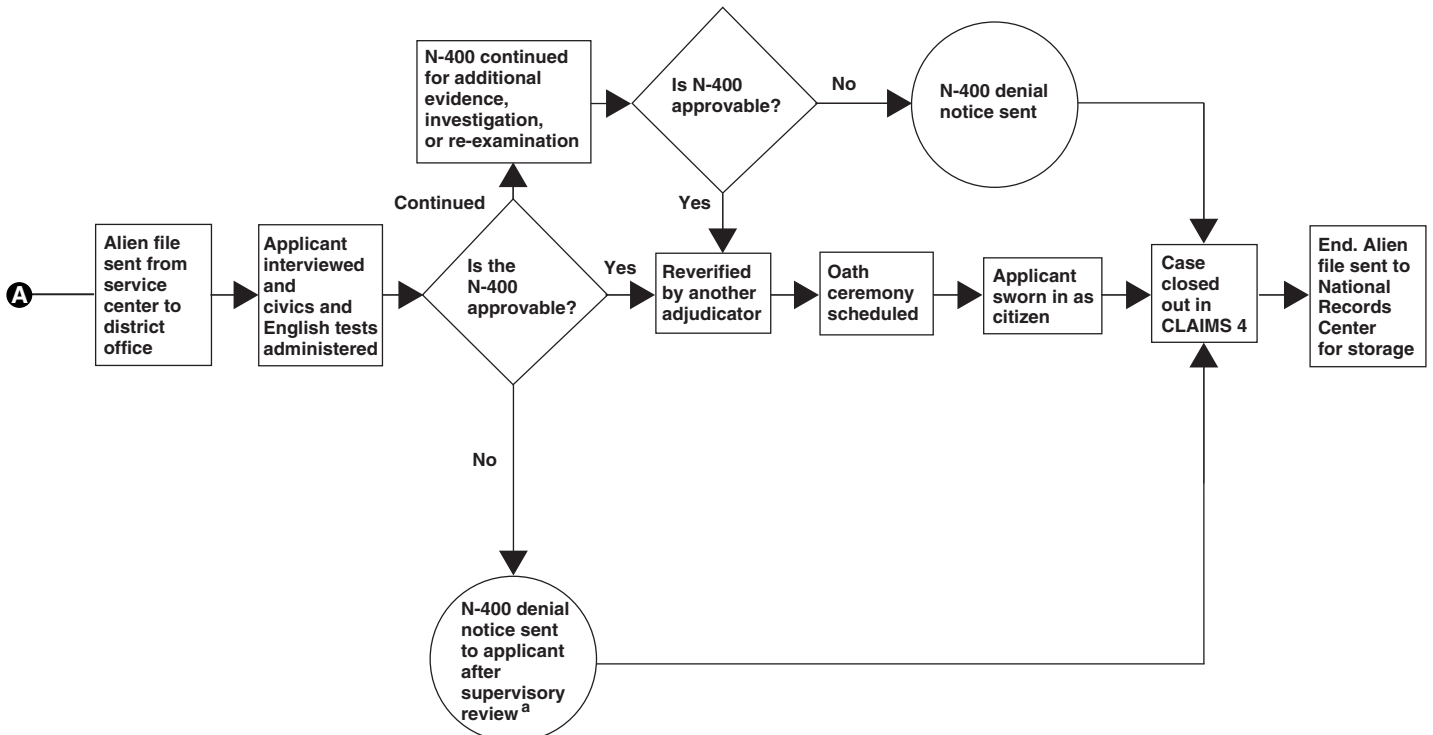 N-400 continued
for additional
evidence,
investigation,
or re-examination
Is N-400
approvable?
No
N-400 denial
notice sent
Continued
Yes
A
Alien file
sent from
service
center to
district
office
Applicant
interviewed
and
civics and
English tests
administered
Is the
N-400
approvable?
Yes
Reverified
by another
adjudicator
Oath
ceremony
scheduled
Applicant
sworn in as
citizen
Case
closed
out in
CLAIMS 4
End. Alien
file sent to
National
Records
Center
for storage
No
N-400 denial
notice sent
to applicant
after
supervisory
review a